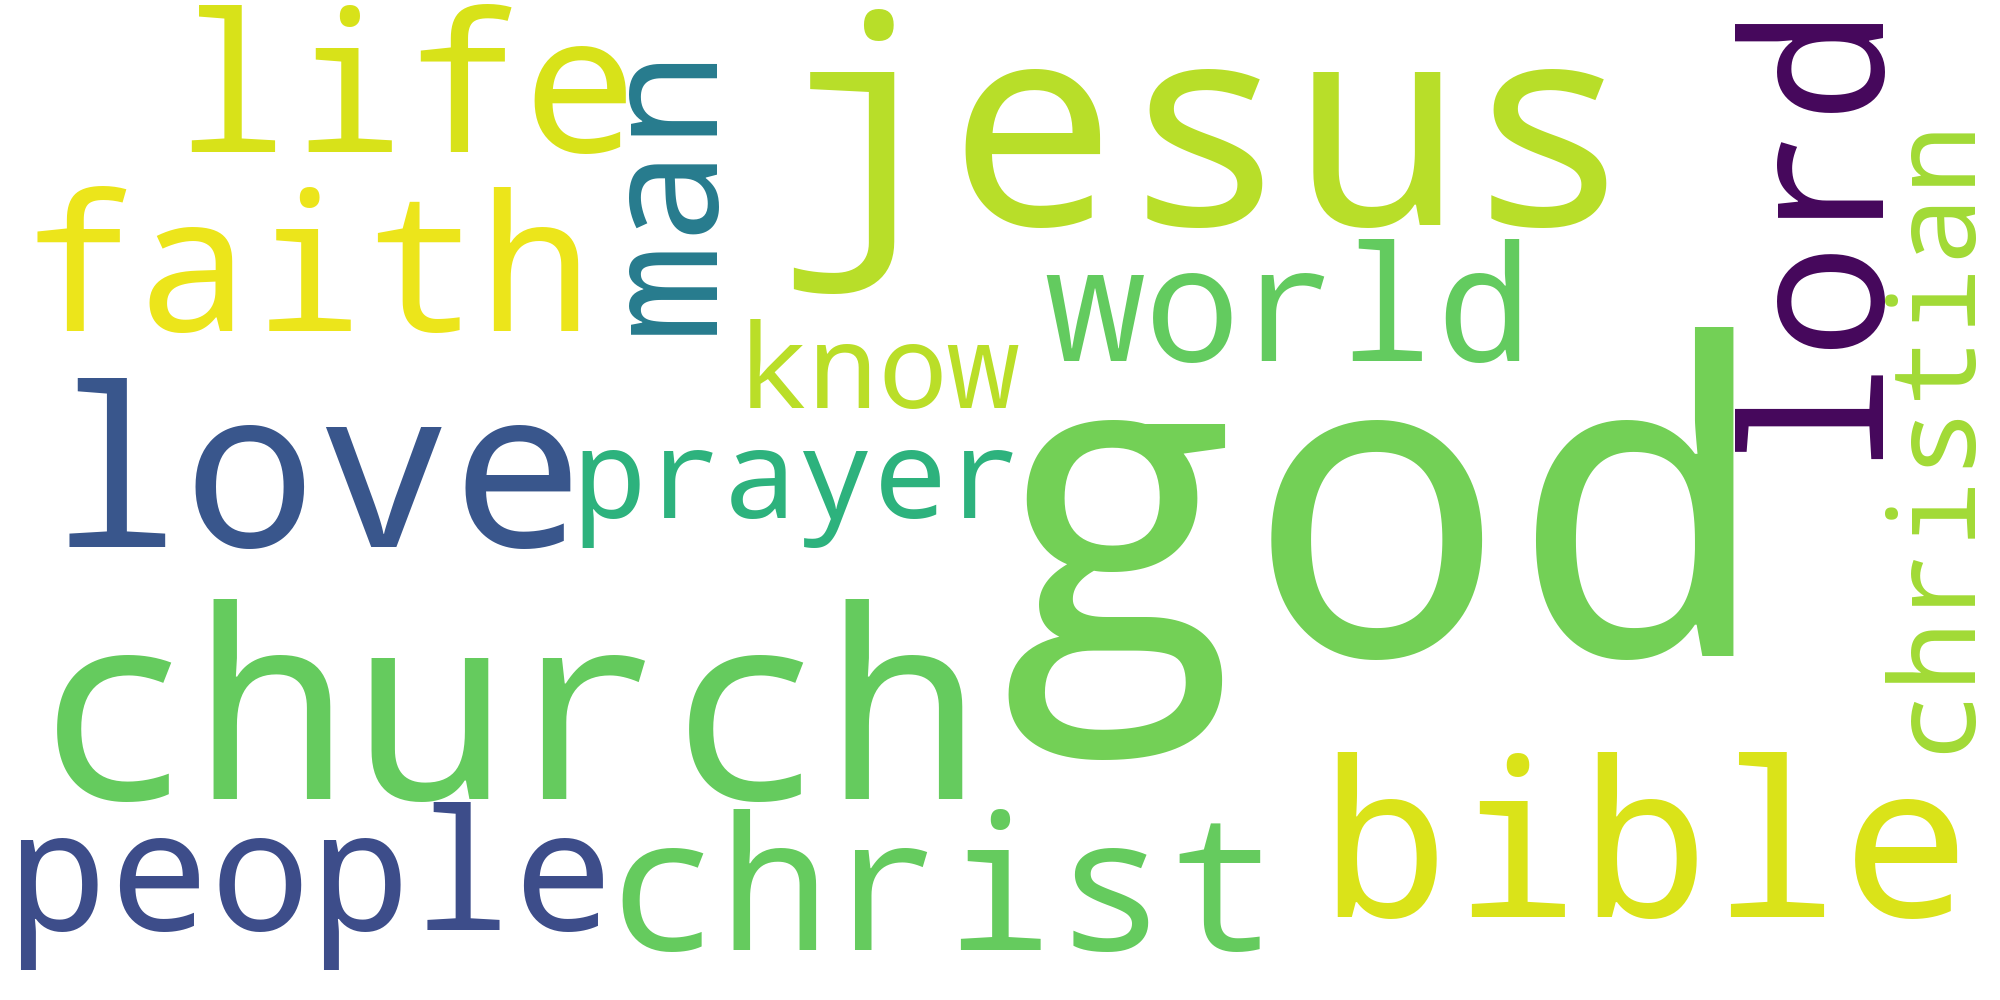 life
man
jesus
lord
faith
christian
world
know
love
prayer
god
church
people
christ
bible